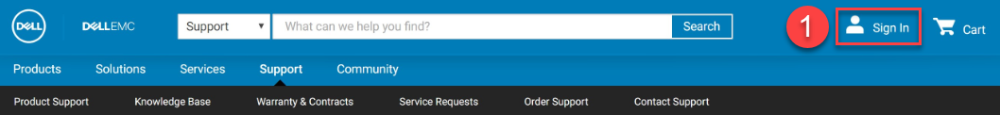 DELL DELLEMC Support What can we help you find? Search 1 Sign In Cart
Products Solutions Services Support Community
Product Support Knowledge Base Warranty & Contracts Service Requests Order Support Contact Support